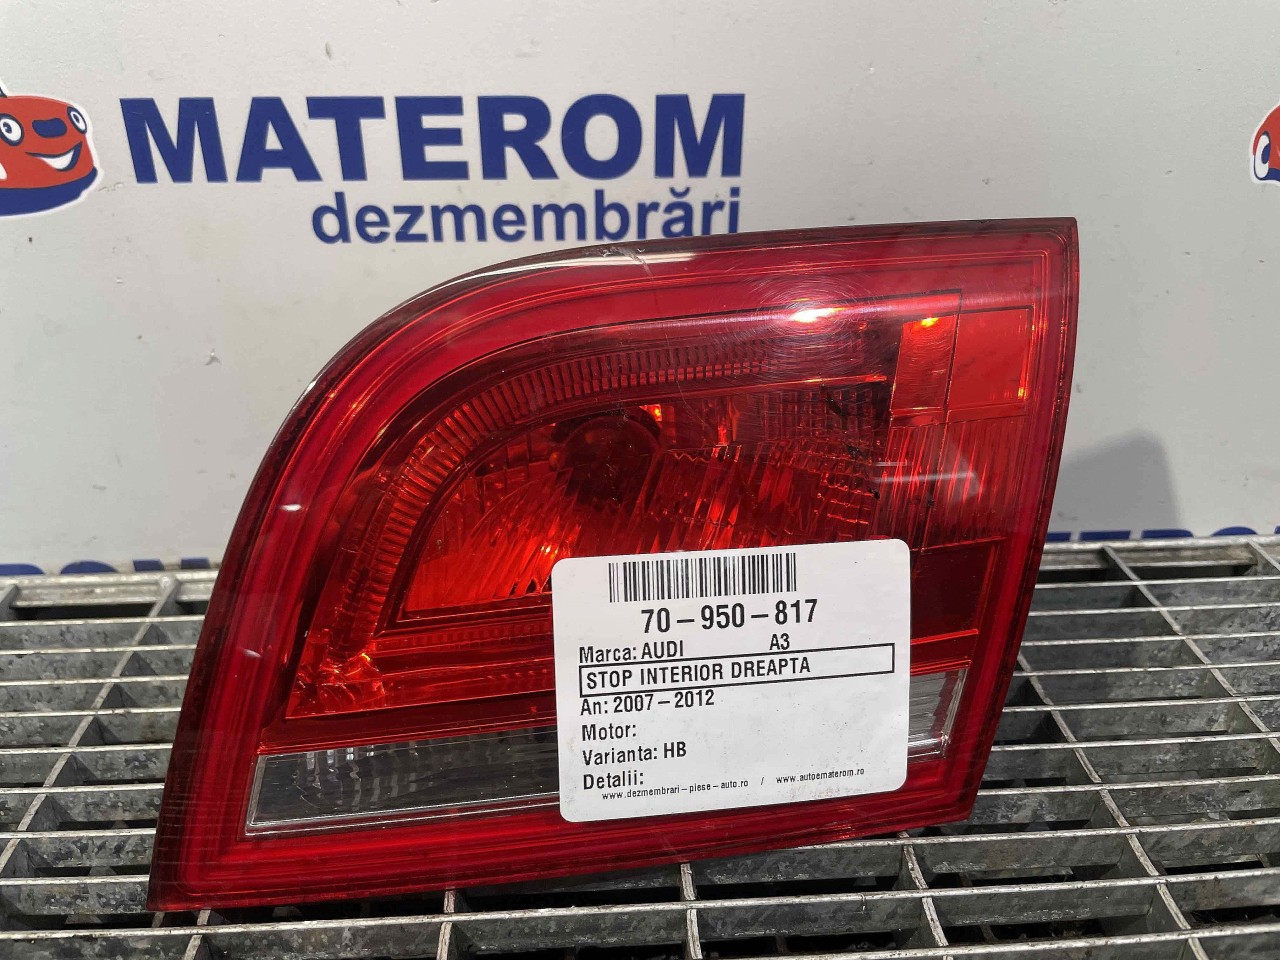 MATEROM
dezmembrări
70-950-817
Marca: AUDI A3
STOP INTERIOR DREAPTA
An: 2007-2012
Motor:
Varianta: HB
Detalii:
www.dezmembrari-piese-auto.ro / www.autoematerom.ro